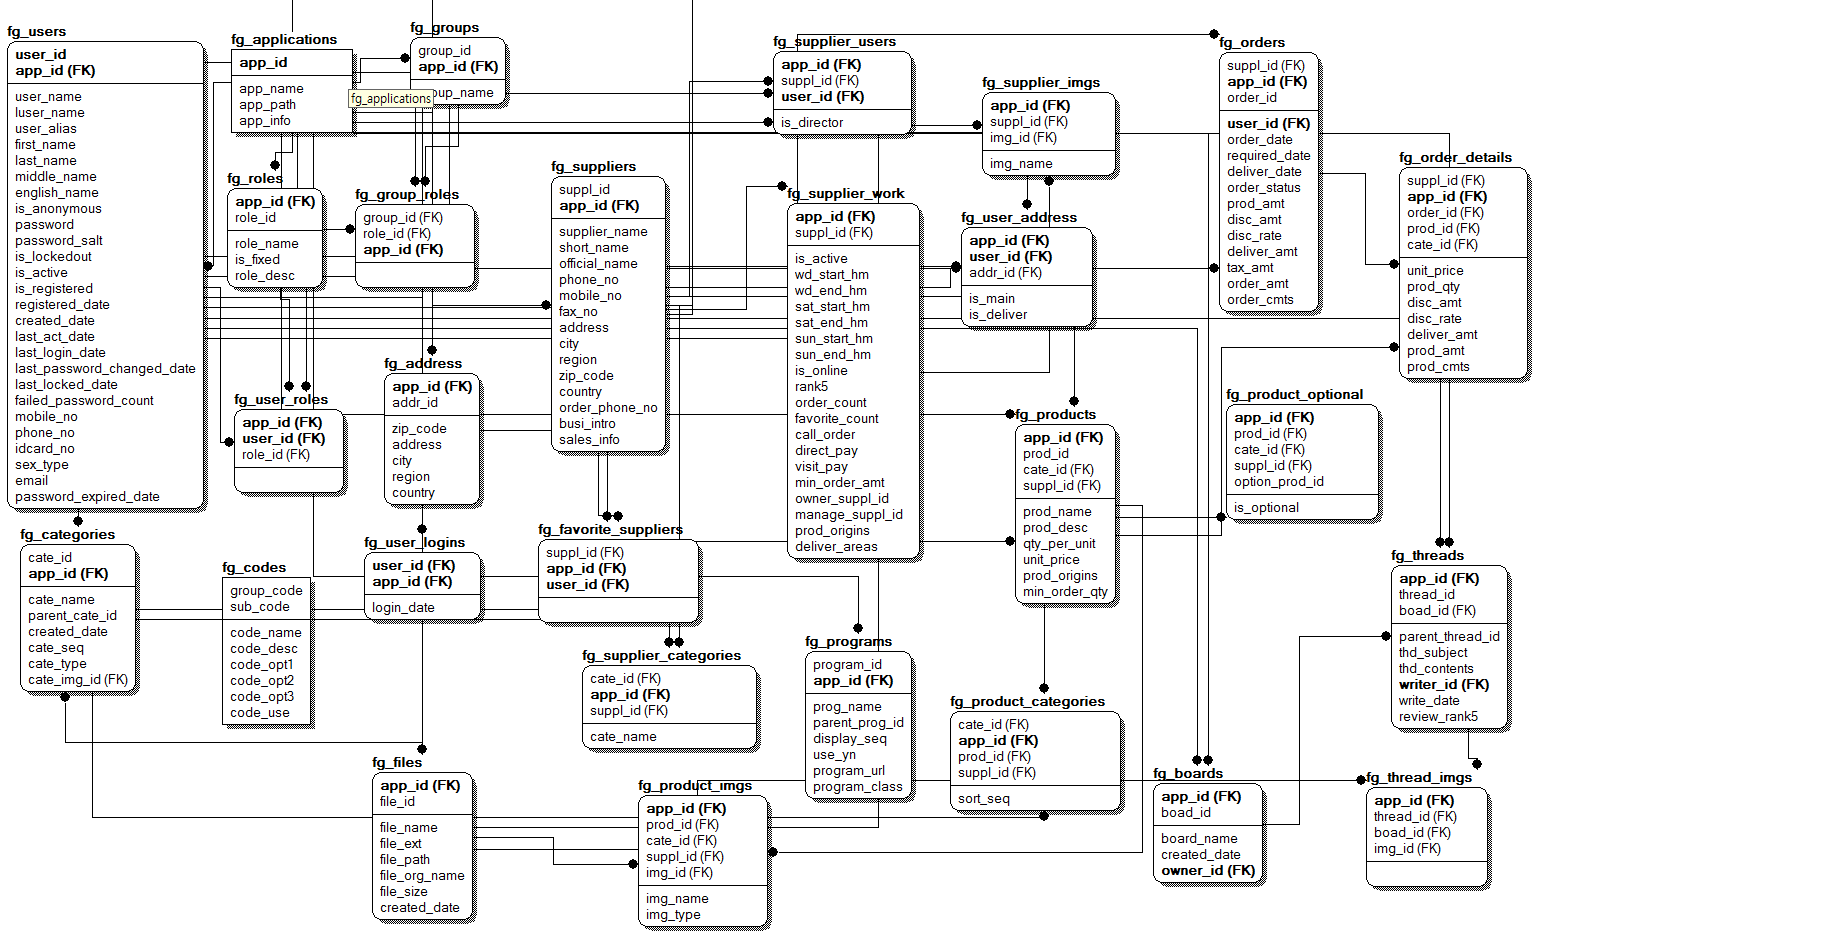 fg_users
user_id
app_id (FK)
user_name
luser_name
user_alias
first_name
last_name
middle_name
english_name
is_anonymous
password
password_salt
is_lockedout
is_active
is_registered
registered_date
created_date
last_act_date
last_login_date
last_password_changed_date
last_locked_date
failed_password_count
mobile_no
phone_no
idcard_no
sex_type
email
password_expired_date
fg_applications
app_id
app_name
app_path
app_info
fg_applications
fg_groups
group_id
app_id (FK)
oup_name
fg_roles
app_id (FK)
role_id
role_name
is_fixed
role_desc
fg_group_roles
group_id (FK)
role_id (FK)
app_id (FK)
fg_user_roles
app_id (FK)
user_id (FK)
role_id (FK)
fg_address
app_id (FK)
addr_id
zip_code
address
city
region
country
fg_suppliers
suppl_id
app_id (FK)
supplier_name
short_name
official_name
phone_no
mobile_no
fax_no
address
city
region
zip_code
country
order_phone_no
busi_intro
sales_info
fg_supplier_users
app_id (FK)
suppl_id (FK)
user_id (FK)
is_director
fg_supplier_imgs
app_id (FK)
suppl_id (FK)
img_id (FK)
img_name
fg_supplier_work
app_id (FK)
suppl_id (FK)
is_active
wd_start_hm
wd_end_hm
sat_start_hm
sat_end_hm
sun_start_hm
sun_end_hm
is_online
rank5
order_count
favorite_count
call_order
direct_pay
visit_pay
min_order_amt
owner_suppl_id
manage_suppl_id
prod_origins
deliver_areas
fg_user_address
app_id (FK)
user_id (FK)
addr_id (FK)
is_main
is_deliver
fg_orders
suppl_id (FK)
app_id (FK)
order_id
user_id (FK)
order_date
required_date
deliver_date
order_status
prod_amt
disc_amt
disc_rate
deliver_amt
tax_amt
order_amt
order_cmts
fg_order_details
suppl_id (FK)
app_id (FK)
order_id (FK)
prod_id (FK)
cate_id (FK)
unit_price
prod_qty
disc_amt
disc_rate
deliver_amt
prod_amt
prod_cmts
fg_product_optional
app_id (FK)
prod_id (FK)
cate_id (FK)
suppl_id (FK)
option_prod_id
is_optional
fg_products
app_id (FK)
prod_id
cate_id (FK)
suppl_id (FK)
prod_name
prod_desc
qty_per_unit
unit_price
prod_origins
min_order_qty
fg_categories
cate_id
app_id (FK)
cate_name
parent_cate_id
created_date
cate_seq
cate_type
cate_img_id (FK)
fg_codes
group_code
sub_code
code_name
code_desc
code_opt1
code_opt2
code_opt3
code_use
fg_user_logins
user_id (FK)
app_id (FK)
login_date
fg_favorite_suppliers
suppl_id (FK)
app_id (FK)
user_id (FK)
fg_supplier_categories
cate_id (FK)
app_id (FK)
suppl_id (FK)
cate_name
fg_programs
program_id
app_id (FK)
prog_name
parent_prog_id
display_seq
use_yn
program_url
program_class
fg_product_categories
cate_id (FK)
app_id (FK)
prod_id (FK)
suppl_id (FK)
sort_seq
fg_threads
app_id (FK)
thread_id
boad_id (FK)
parent_thread_id
thd_subject
thd_contents
writer_id (FK)
write_date
review_rank5
fg_files
app_id (FK)
file_id
file_name
file_ext
file_path
file_org_name
file_size
created_date
fg_product_imgs
app_id (FK)
prod_id (FK)
cate_id (FK)
suppl_id (FK)
img_id (FK)
img_name
img_type
fg_boards
app_id (FK)
boad_id
board_name
created_date
owner_id (FK)
fg_thread_imgs
app_id (FK)
thread_id (FK)
boad_id (FK)
img_id (FK)